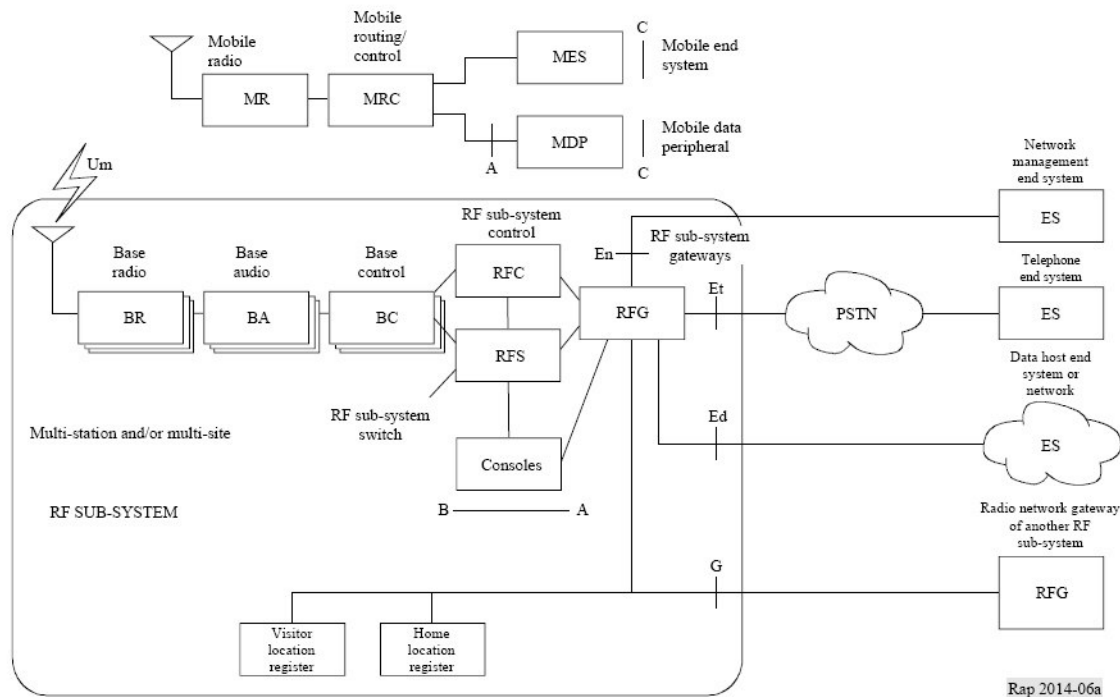 Mobile
radio
Mobile
routing/
control
C
Mobile end
system
MES
MR
MRC
MDP
A
Mobile data
peripheral
C
Um
Network
management
end system
ES
RF sub-system
control
En
RF sub-system
gateways
Base
radio
Base
audio
Base
control
RFC
Telephone
end system
Et
BR
BA
BC
RFG
PSTN
ES
RFS
Data host end
system or
network
RF sub-system
switch
Ed
Multi-station and/or multi-site
Consoles
ES
B
A
RF SUB-SYSTEM
Radio network gateway
of another RF
sub-system
G
RFG
Visitor
location
register
Home
location
register
Rap 2014-06a